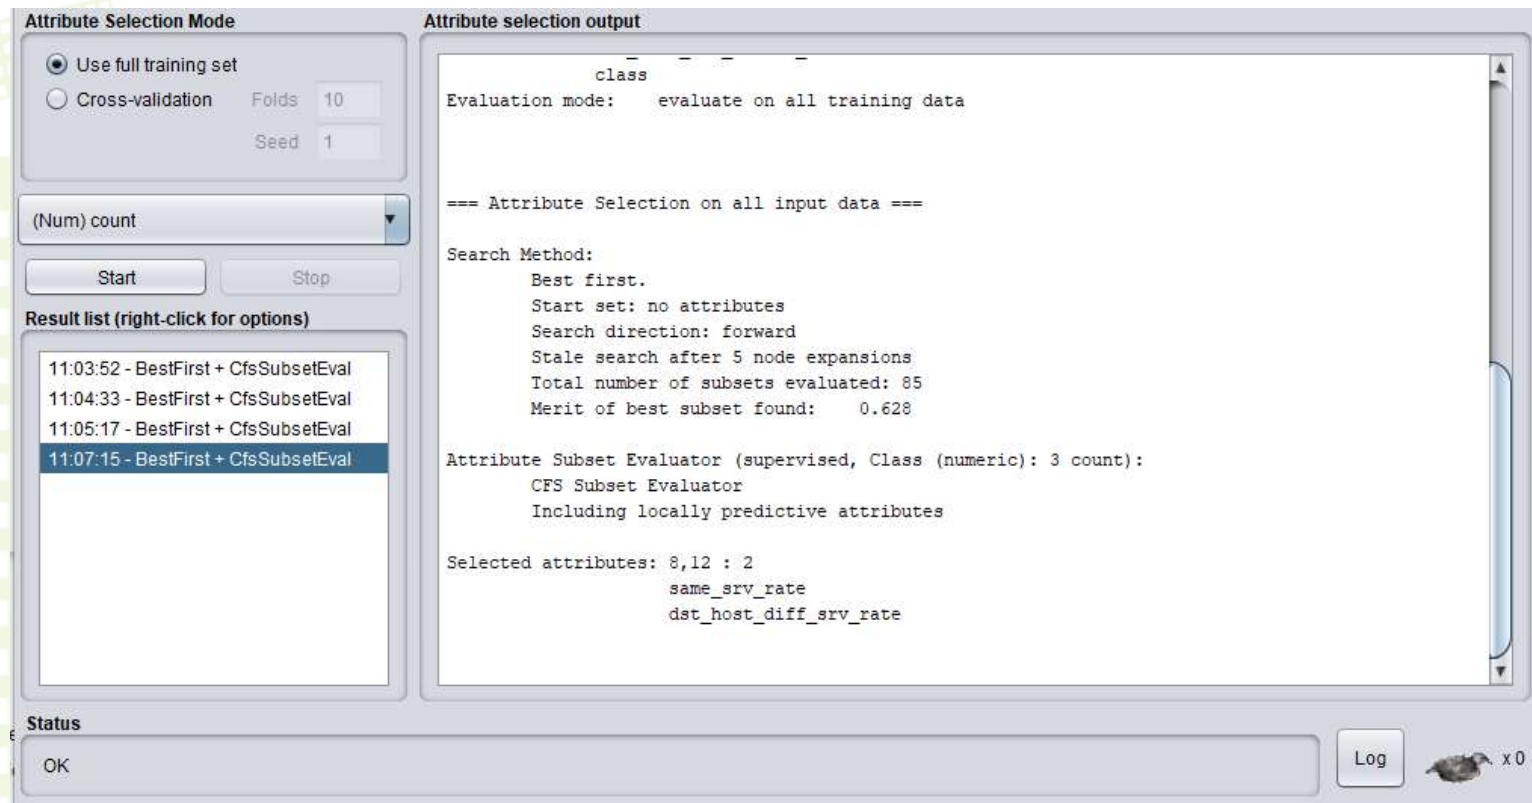 Attribute Selection Mode
Use full training set
Cross-validation Folds 10
Seed 1
(Num) count
Start Stop
Result list (right-click for options)
11:03:52 - BestFirst + CfsSubsetEval
11:04:33 - BestFirst + CfsSubsetEval
11:05:17 - BestFirst + CfsSubsetEval
11:07:15 - BestFirst + CfsSubsetEval
Attribute selection output
class
Evaluation mode: evaluate on all training data
=== Attribute Selection on all input data ===
Search Method:
Best first.
Start set: no attributes
Search direction: forward
Stale search after 5 node expansions
Total number of subsets evaluated: 85
Merit of best subset found: 0.628
Attribute Subset Evaluator (supervised, Class (numeric): 3 count):
CFS Subset Evaluator
Including locally predictive attributes
Selected attributes: 8,12 : 2
same_srv_rate
dst_host_diff_srv_rate
Status
OK
Log x 0